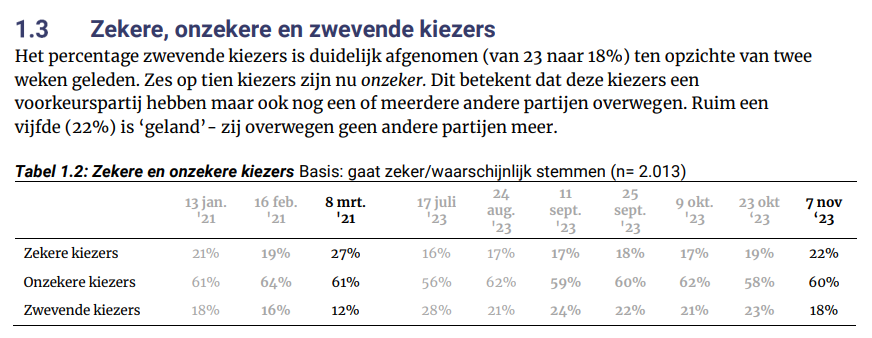 1.3 Zekere, onzekere en zwevende kiezers
Het percentage zwevende kiezers is duidelijk afgenomen (van 23 naar 18%) ten opzichte van twee
weken geleden. Zes op tien kiezers zijn nu onzeker. Dit betekent dat deze kiezers een
voorkeurspartij hebben maar ook nog een of meerdere andere partijen overwegen. Ruim een
vijfde (22%) is ‘geland’- zij overwegen geen andere partijen meer.
Tabel 1.2: Zekere en onzekere kiezers Basis: gaat zeker/waarschijnlijk stemmen (n= 2.013)
13 jan. '21 16 feb. '21 8 mrt. '21 17 juli '23 24 aug. '23 11 sept. '23 25 sept. '23 9 okt. '23 23 okt ‘23 7 nov ‘23
Zekere kiezers 21% 19% 27% 16% 17% 17% 18% 17% 19% 22%
Onzekere kiezers 61% 64% 61% 56% 62% 59% 60% 62% 58% 60%
Zwevende kiezers 18% 16% 12% 28% 21% 24% 22% 21% 23% 18%